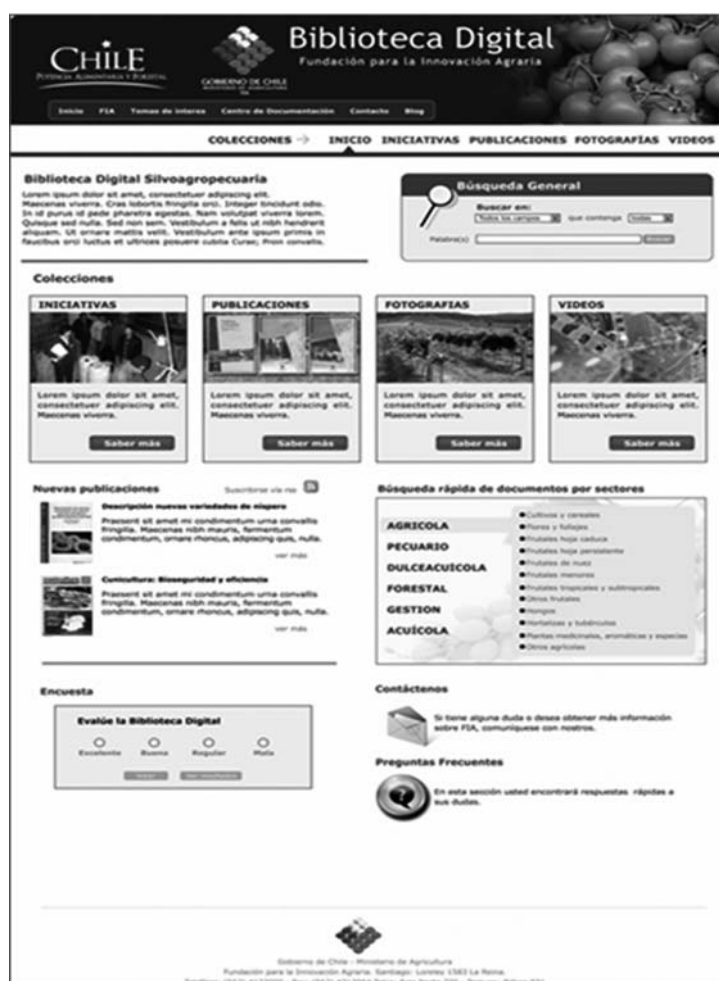 Biblioteca Digital
Fundación para la Innovación Agraria
CHILE
POTENCIA ALIMENTARIA Y FORESTAL
GOBIERNO DE CHILE
Inicio FIA Temas de interes Centro de Documentación Contacto Blog
COLECCIONES → INICIO INICIATIVAS PUBLICACIONES FOTOGRAFÍAS VIDEOS
Biblioteca Digital Silvoagropecuaria
Lorem ipsum dolor sit amet, consectetuer adipiscing elit.
Maecenas viverra. Cras lobortis fringilla orci. Integer tincidunt odio.
In id purus id pede pharetra egestas. Nam volutpat viverra lorem.
Quisque sed nulla. Sed non sem. Vestibulum a felis ut nibh hendrerit
aliquam. Ut ornare mattis velit. Vestibulum ante ipsum primis in
faucibus orci luctus et ultrices posuere cubilia Curae; Proin convallis.
Búsqueda General
Buscar en:
Todos los campos que contenga todas
Palabra(s) Buscar
Colecciones
INICIATIVAS
Lorem ipsum dolor sit amet,
consectetuer adipiscing elit.
Maecenas viverra.
Saber más
PUBLICACIONES
Lorem ipsum dolor sit amet,
consectetuer adipiscing elit.
Maecenas viverra.
Saber más
FOTOGRAFIAS
Lorem ipsum dolor sit amet,
consectetuer adipiscing elit.
Maecenas viverra.
Saber más
VIDEOS
Lorem ipsum dolor sit amet,
consectetuer adipiscing elit.
Maecenas viverra.
Saber más
Nuevas publicaciones Suscribirse vía rss
Descripción nuevas variedades de níspero
Praesent sit amet mi condimentum urna convallis
fringilla. Maecenas nibh mauris, fermentum
condimentum, ornare rhoncus, adipiscing quis, nulla.
ver más
Cunicultura: Bioseguridad y eficiencia
Praesent sit amet mi condimentum urna convallis
fringilla. Maecenas nibh mauris, fermentum
condimentum, ornare rhoncus, adipiscing quis, nulla.
ver más
Búsqueda rápida de documentos por sectores
AGRICOLA
PECUARIO
DULCEACUÍCOLA
FORESTAL
GESTION
ACUÍCOLA
Cultivos y cereales
Flores y follajes
Frutales hoja caduca
Frutales hoja persistente
Frutales de nuez
Frutales menores
Frutales tropicales y subtropicales
Otros frutales
Hongos
Hortalizas y tubérculos
Plantas medicinales, aromáticas y especias
Otros agrícolas
Encuesta
Evalúe la Biblioteca Digital
Excelente Buena Regular Mala
Votar Ver resultados
Contáctenos
Si tiene alguna duda o desea obtener más información
sobre FIA, comuníquese con nostros.
Preguntas Frecuentes
En esta sección usted encontrará respuestas rápidas a
sus dudas.
Gobierno de Chile - Ministerio de Agricultura
Fundación para la Innovación Agraria. Santiago: Loreley 1583 La Reina.